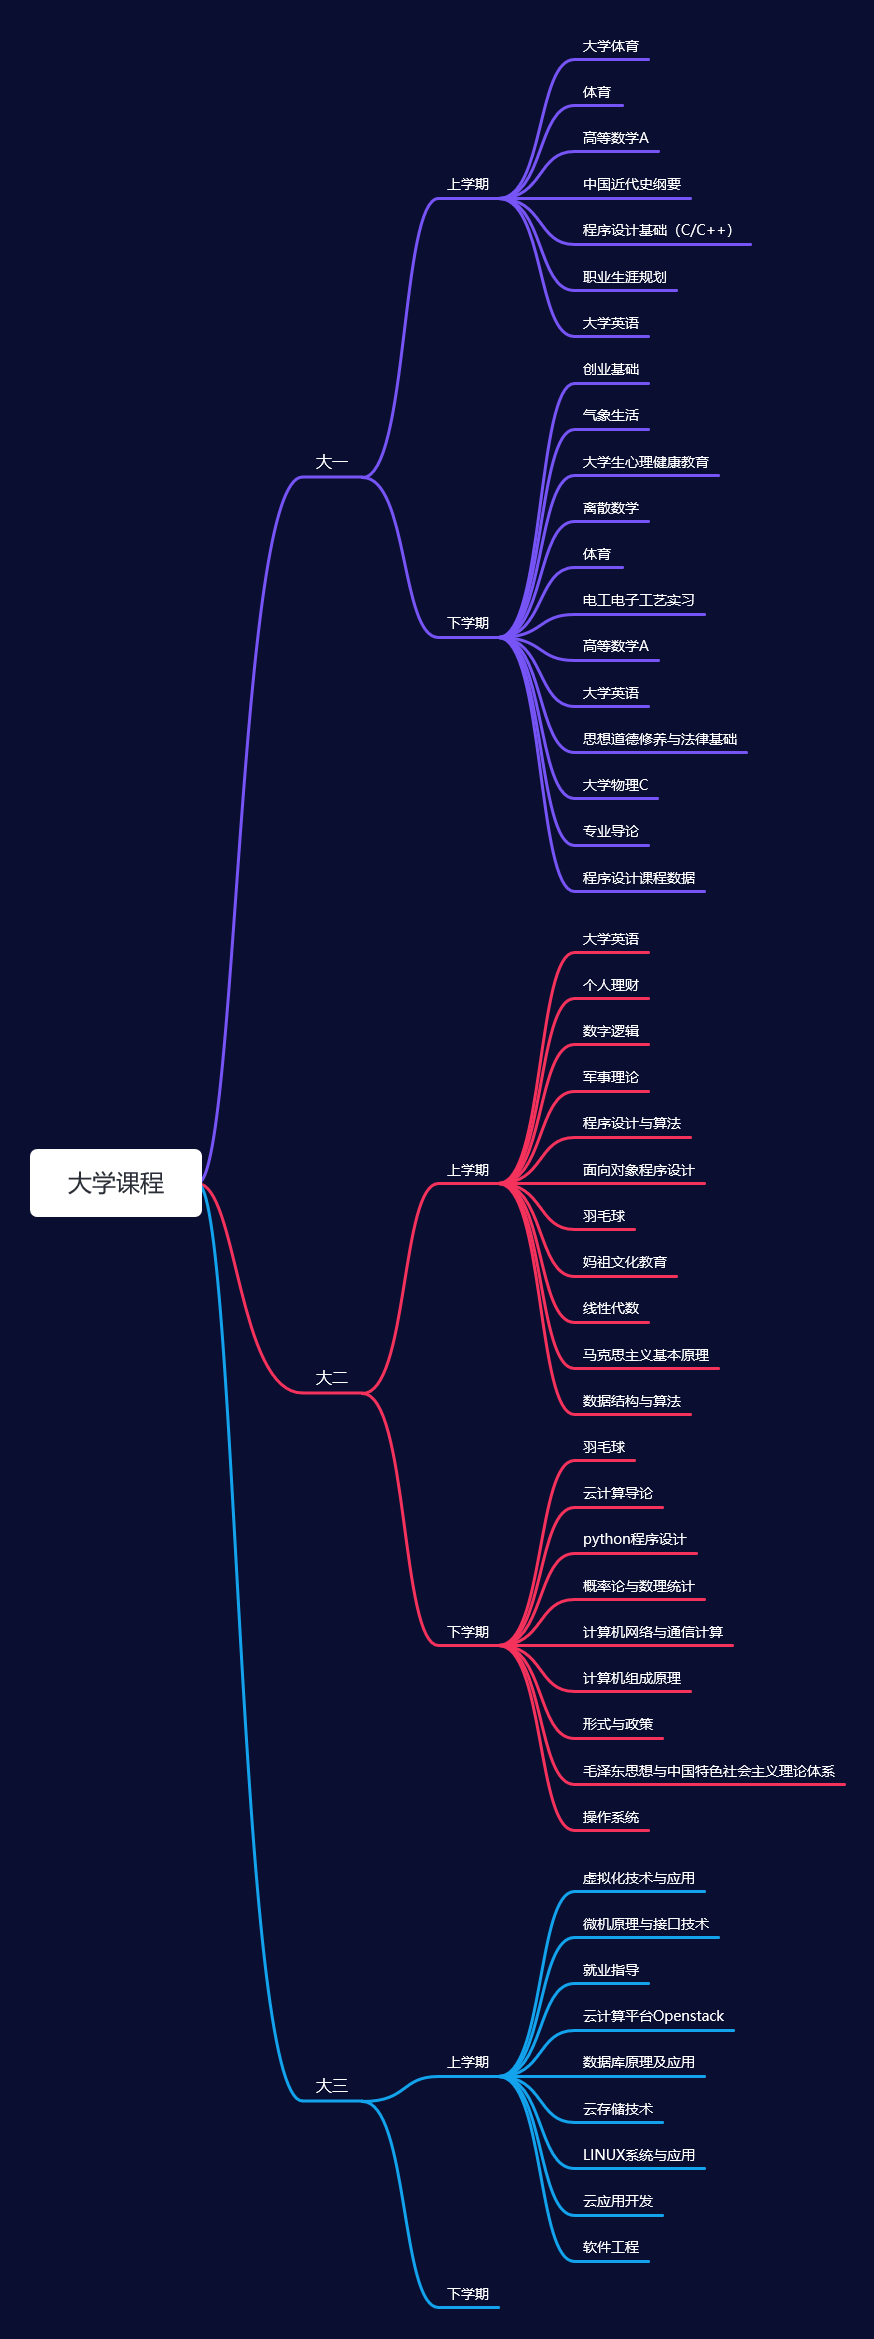 大学课程
大一
上学期
大学体育
体育
高等数学A
中国近代史纲要
程序设计基础（C/C++）
职业生涯规划
大学英语
下学期
创业基础
气象生活
大学生心理健康教育
离散数学
体育
电工电子工艺实习
高等数学A
大学英语
思想道德修养与法律基础
大学物理C
专业导论
程序设计课程数据
大二
上学期
大学英语
个人理财
数字逻辑
军事理论
程序设计与算法
面向对象程序设计
羽毛球
妈祖文化教育
线性代数
马克思主义基本原理
数据结构与算法
下学期
羽毛球
云计算导论
python程序设计
概率论与数理统计
计算机网络与通信计算
计算机组成原理
形式与政策
毛泽东思想与中国特色社会主义理论体系
操作系统
大三
上学期
虚拟化技术与应用
微机原理与接口技术
就业指导
云计算平台Openstack
数据库原理及应用
云存储技术
LINUX系统与应用
云应用开发
软件工程
下学期